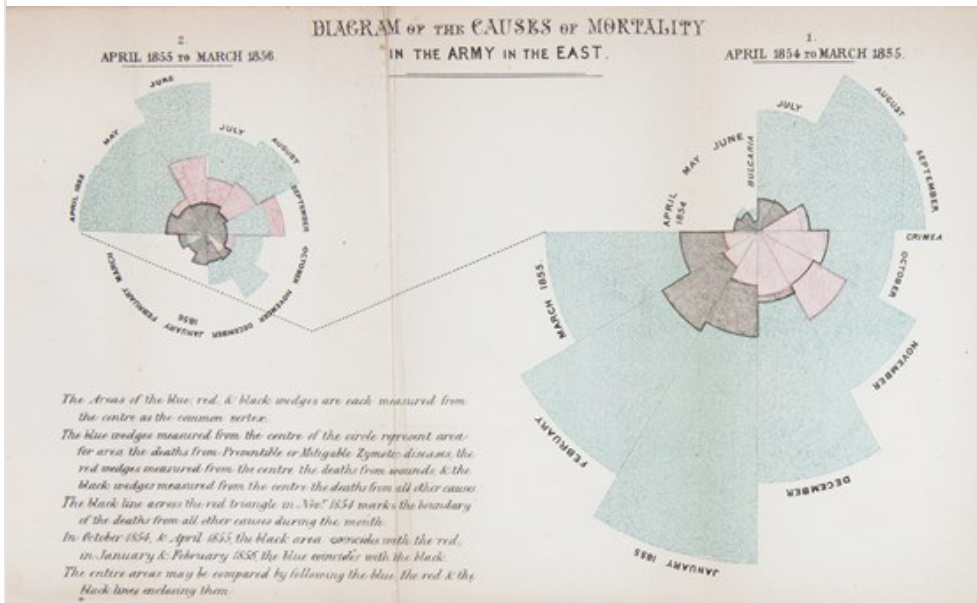 DIAGRAM OF THE CAUSES OF MORTALITY
IN THE ARMY IN THE EAST.
2.
APRIL 1855 TO MARCH 1856
1.
APRIL 1854 TO MARCH 1855.
APRIL 1855
MAY
JUNE
JULY
AUGUST
SEPTEMBER
OCTOBER
NOVEMBER
DECEMBER
JANUARY
1856
FEBRUARY
MARCH
APRIL
1854
MAY
JUNE
BULGARIA
JULY
AUGUST
SEPTEMBER
CRIMEA
OCTOBER
NOVEMBER
DECEMBER
JANUARY 1855
FEBRUARY
MARCH 1855.
The Areas of the blue, red, & black wedges are each measured from
the centre as the common vertex.
The blue wedges measured from the centre of the circle represent area
for area the deaths from Preventible or Mitigable Zymotic diseases, the
red wedges measured from the centre the deaths from wounds, & the
black wedges measured from the centre the deaths from all other causes
The black line across the red triangle in Novr. 1854 marks the boundary
of the deaths from all other causes during the month
In October 1854, & April 1855, the black area coincides with the red,
in January & February 1856, the blue coincides with the black.
The entire areas may be compared by following the blue, the red & the
black lines enclosing them.